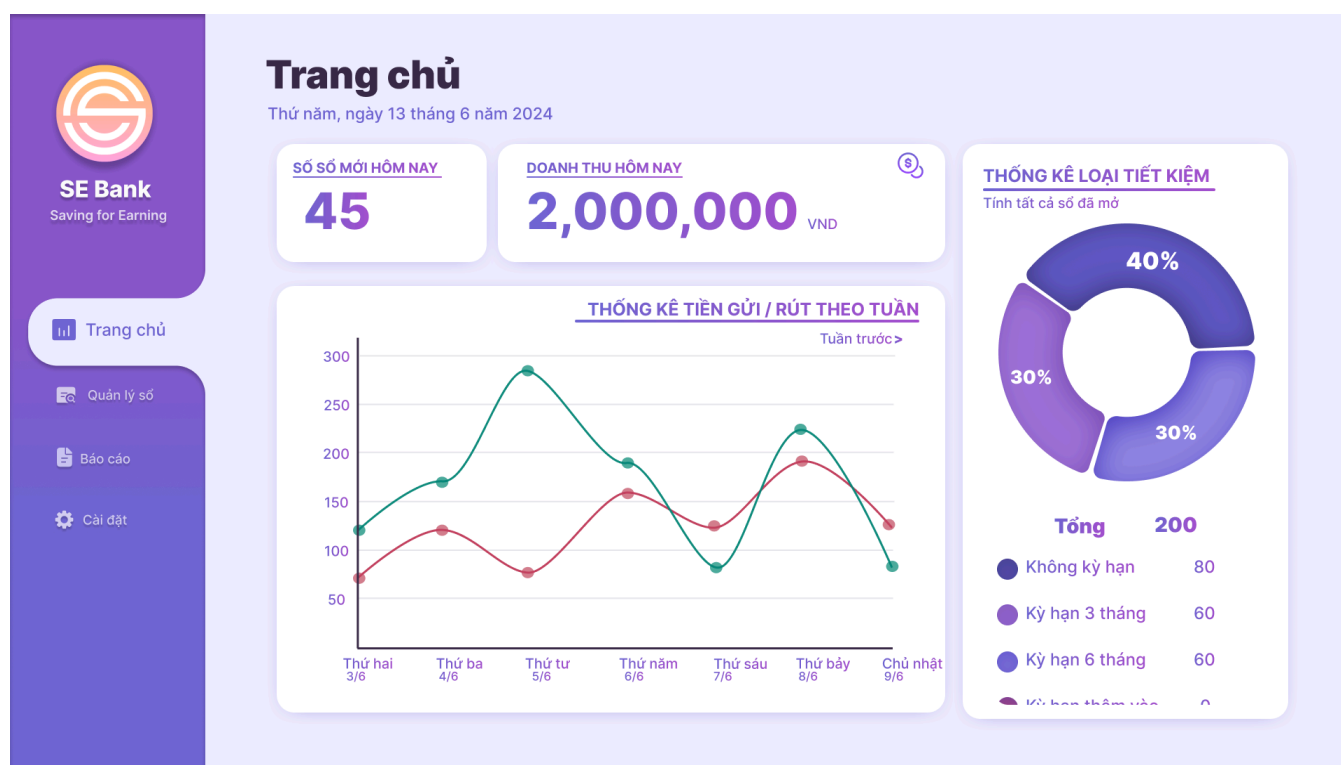 SE Bank
Saving for Earning
Trang chủ
Quản lý sổ
Báo cáo
Cài đặt
Trang chủ
Thứ năm, ngày 13 tháng 6 năm 2024
SỐ SỔ MỚI HÔM NAY
45
DOANH THU HÔM NAY
2,000,000 VND
THỐNG KÊ TIỀN GỬI / RÚT THEO TUẦN
Tuần trước>
300
250
200
150
100
50
Thứ hai Thứ ba Thứ tư Thứ năm Thứ sáu Thứ bảy Chủ nhật
3/6 4/6 5/6 6/6 7/6 8/6 9/6
THỐNG KÊ LOẠI TIẾT KIỆM
Tính tất cả sổ đã mở
40%
30%
30%
Tổng 200
Không kỳ hạn 80
Kỳ hạn 3 tháng 60
Kỳ hạn 6 tháng 60
Kỳ hạn thêm vào 0